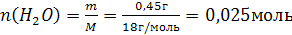 n(H₂O) = m/M = 0,45г/18г/моль = 0,025моль